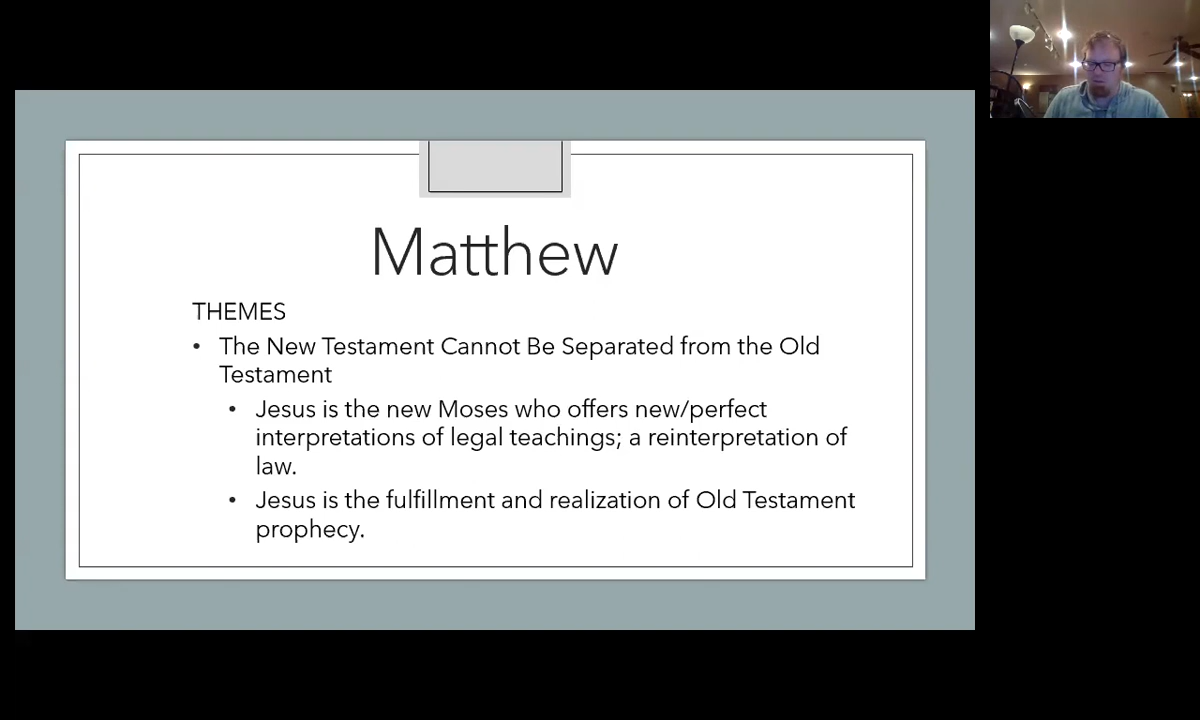 Matthew
THEMES
• The New Testament Cannot Be Separated from the Old
Testament
• Jesus is the new Moses who offers new/perfect
interpretations of legal teachings; a reinterpretation of
law.
• Jesus is the fulfillment and realization of Old Testament
prophecy.